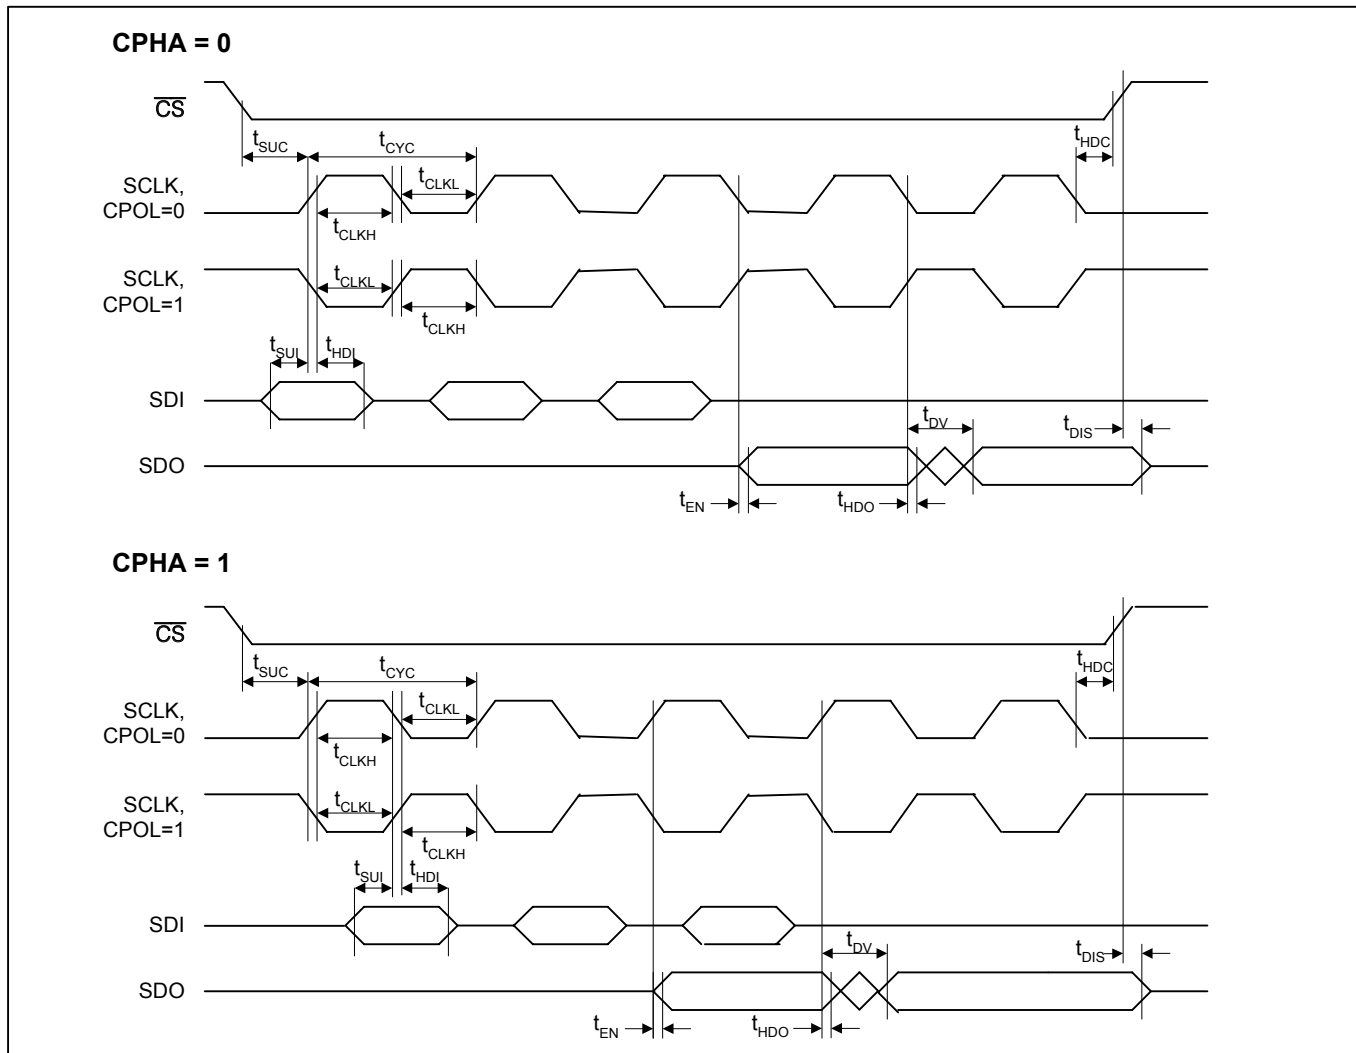 CPHA = 0
CS
tSUC
tCYC
tHDC
tCLKL
SCLK,
CPOL=0
tCLKH
SCLK,
CPOL=1
tCLKL
tCLKH
tSUI
tHDI
SDI
tDV
tDIS
SDO
tEN
tHDO
CPHA = 1
CS
tSUC
tCYC
tHDC
tCLKL
SCLK,
CPOL=0
tCLKH
SCLK,
CPOL=1
tCLKL
tCLKH
tSUI
tHDI
SDI
tDV
tDIS
SDO
tEN
tHDO